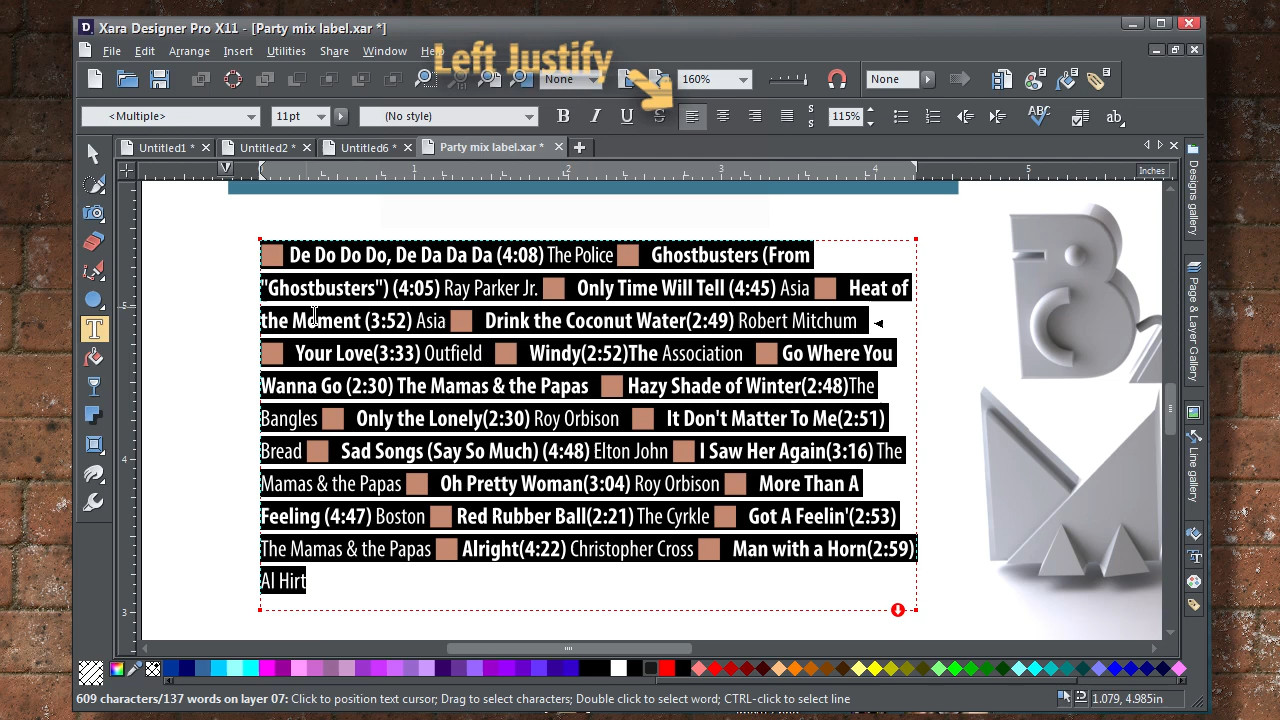 Xara Designer Pro X11 - [Party mix label.xar *]
File Edit Arrange Insert Utilities Share Window Help
Left Justify
None 160% None
<Multiple> 11pt (No style) B I U S S S 115% ABC ab,
Untitled1 * Untitled2 * Untitled6 * Party mix label.xar *
1 2 3 4 5 Inches
De Do Do Do, De Da Da Da (4:08) The Police Ghostbusters (From
"Ghostbusters") (4:05) Ray Parker Jr. Only Time Will Tell (4:45) Asia Heat of
the Moment (3:52) Asia Drink the Coconut Water(2:49) Robert Mitchum
Your Love(3:33) Outfield Windy(2:52)The Association Go Where You
Wanna Go (2:30) The Mamas & the Papas Hazy Shade of Winter(2:48)The
Bangles Only the Lonely(2:30) Roy Orbison It Don't Matter To Me(2:51)
Bread Sad Songs (Say So Much) (4:48) Elton John I Saw Her Again(3:16) The
Mamas & the Papas Oh Pretty Woman(3:04) Roy Orbison More Than A
Feeling (4:47) Boston Red Rubber Ball(2:21) The Cyrkle Got A Feelin'(2:53)
The Mamas & the Papas Alright(4:22) Christopher Cross Man with a Horn(2:59)
Al Hirt
5
4
3
B
Designs gallery
Page & Layer gallery
Line gallery
609 characters/137 words on layer 07: Click to position text cursor; Drag to select characters; Double click to select word; CTRL-click to select line 1.079, 4.985in